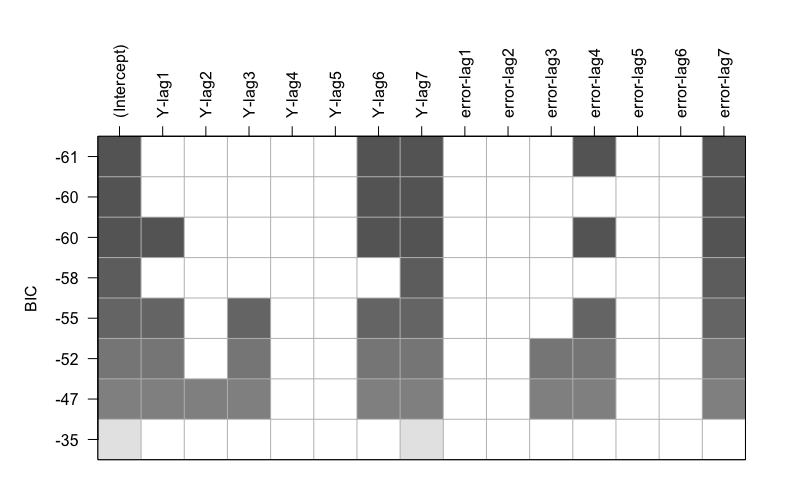 (Intercept)
Y-lag1
Y-lag2
Y-lag3
Y-lag4
Y-lag5
Y-lag6
Y-lag7
error-lag1
error-lag2
error-lag3
error-lag4
error-lag5
error-lag6
error-lag7
-61
-60
-60
-58
-55
-52
-47
-35
BIC